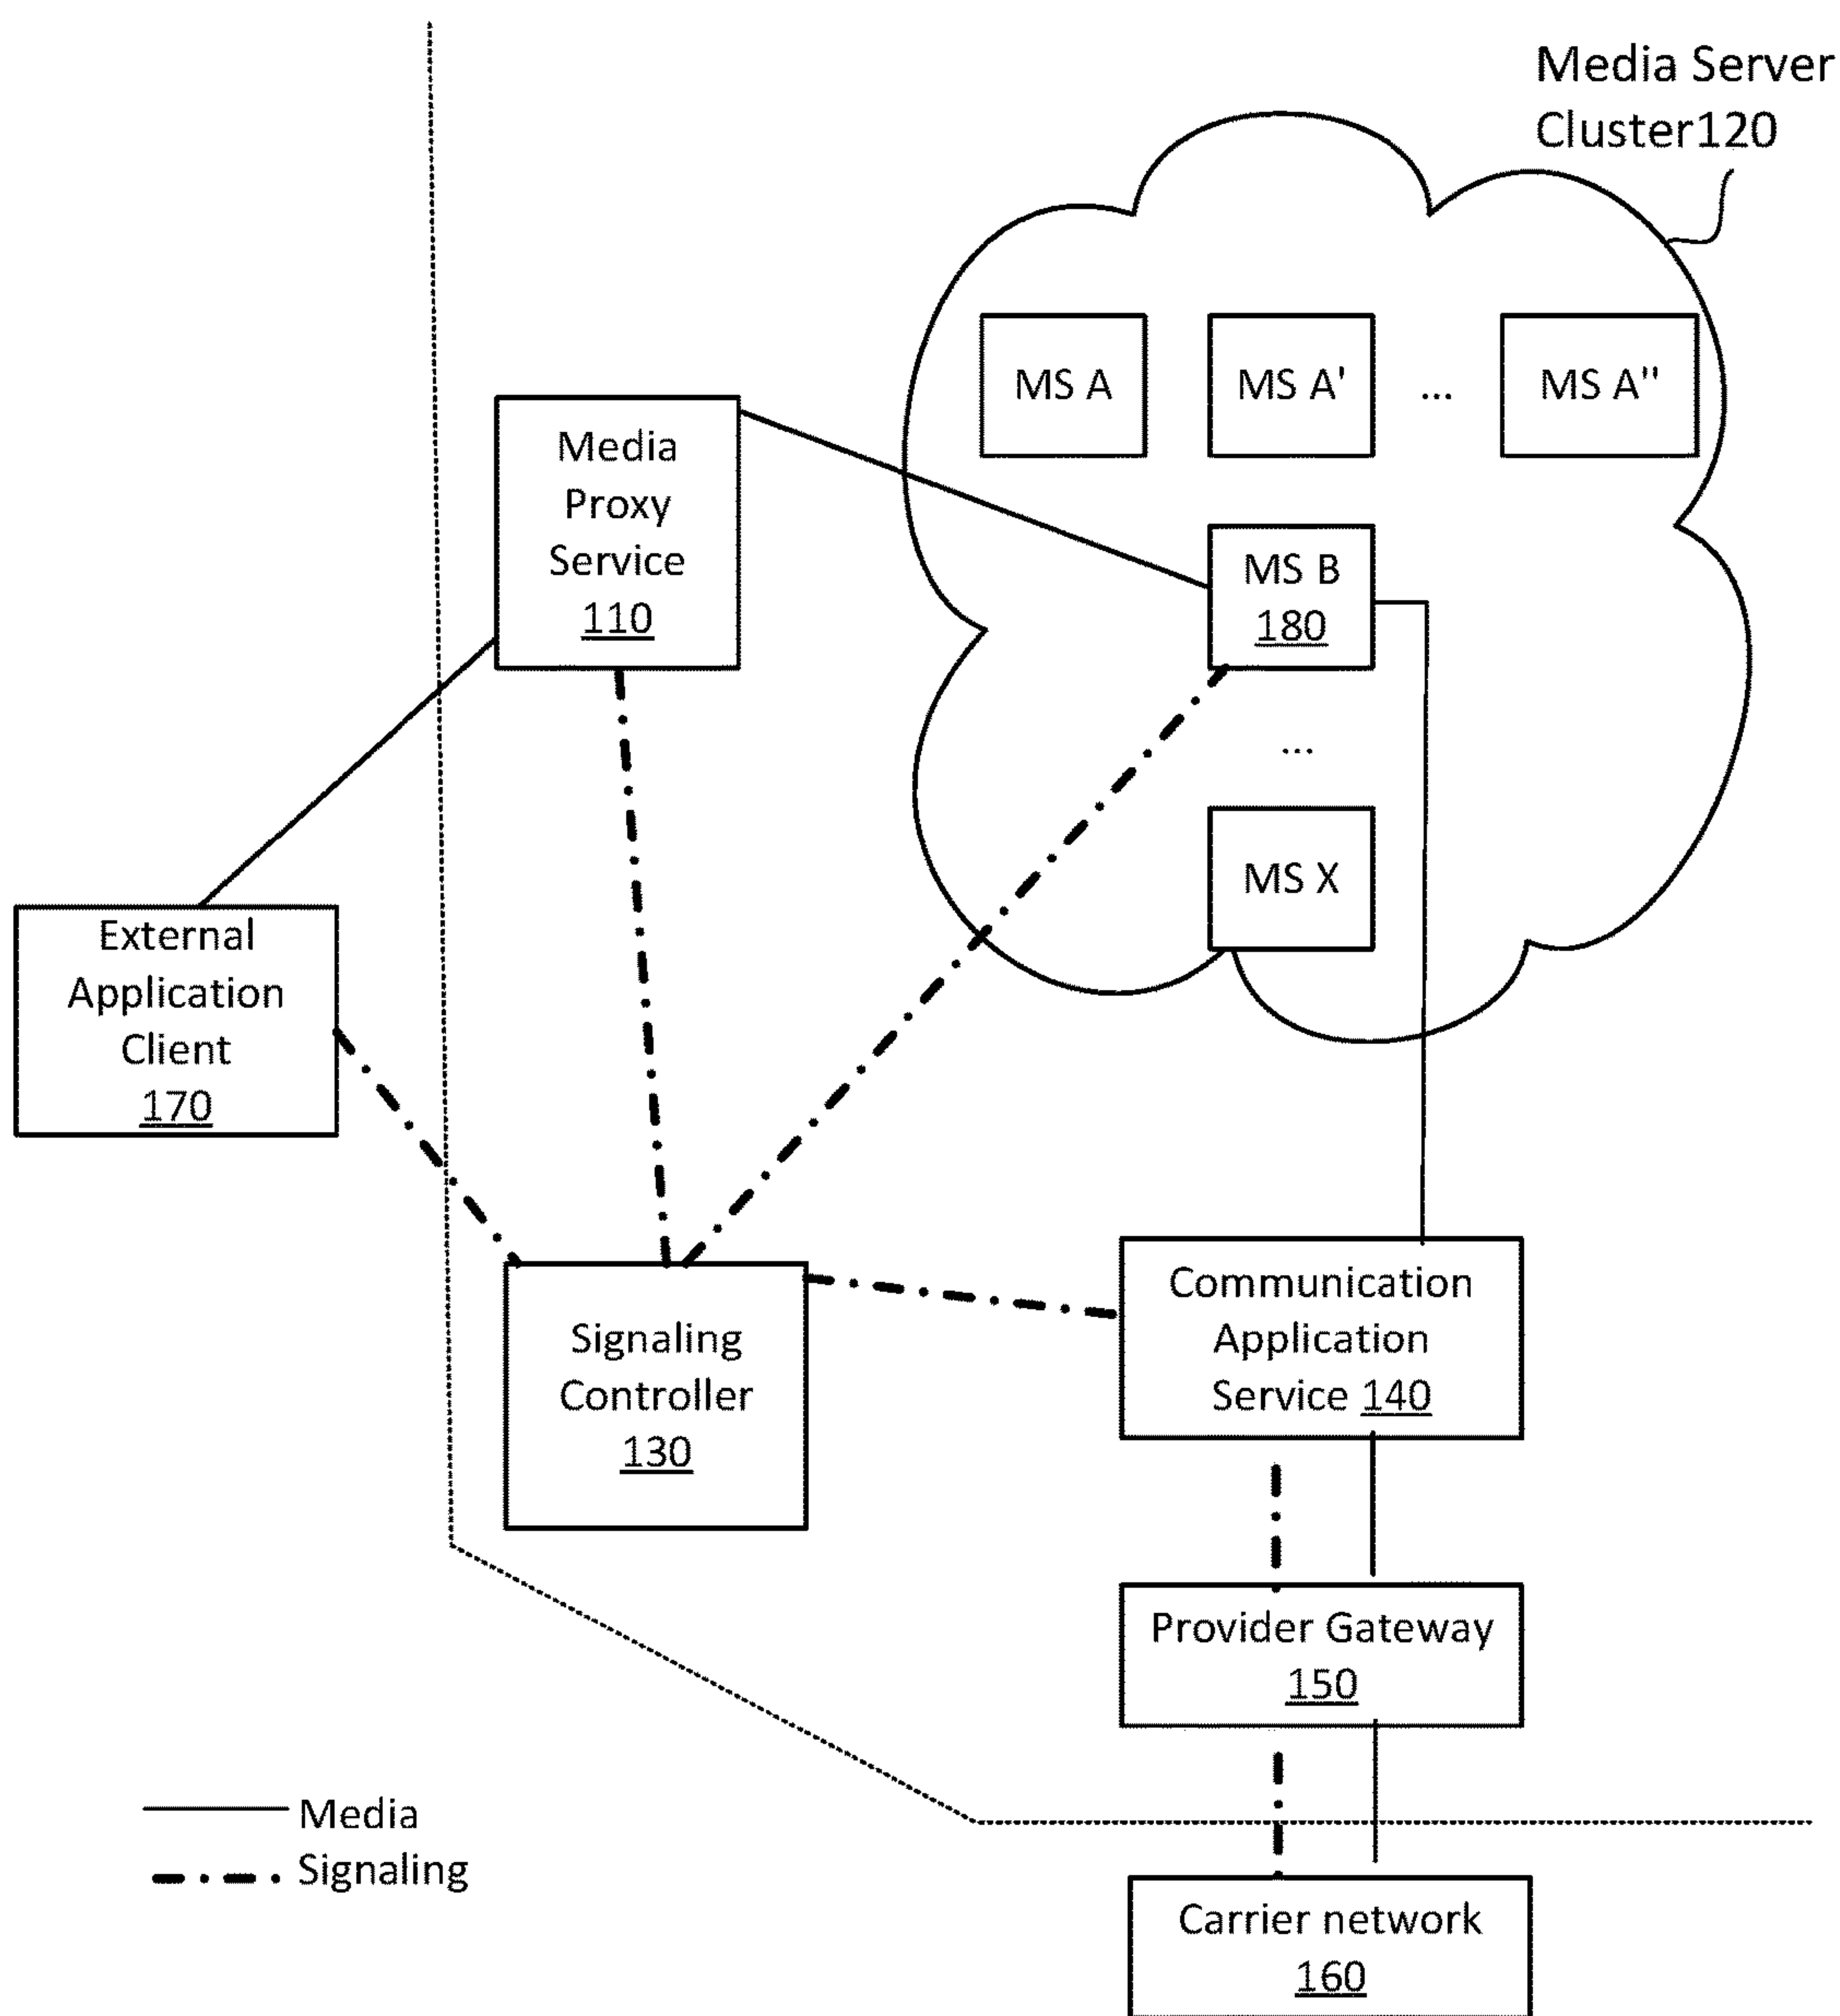 Media Server
Cluster120
MS A
MS A'
...
MS A"
Media
Proxy
Service
110
MS B
180
...
MS X
External
Application
Client
170
Signaling
Controller
130
Communication
Application
Service 140
Provider Gateway
150
Media
Signaling
Carrier network
160